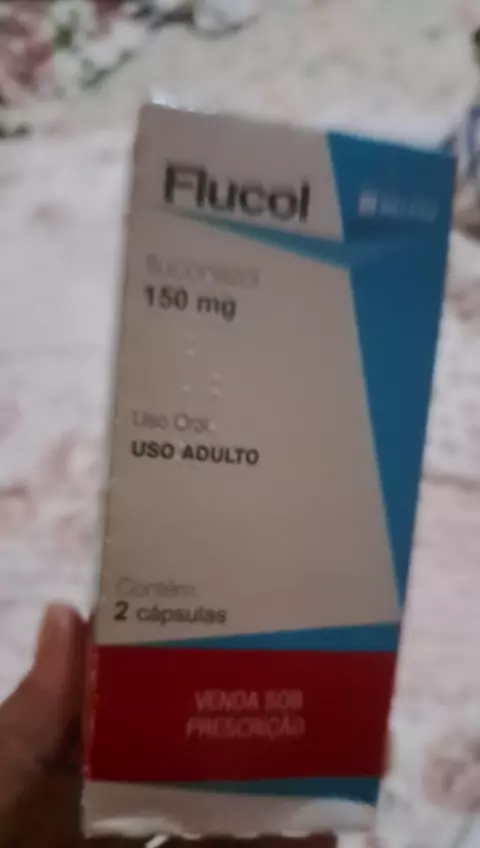 Flucol
fluconazol
150 mg
Uso Oral
USO ADULTO
Contém
2 cápsulas
VENDA SOB
PRESCRIÇÃO